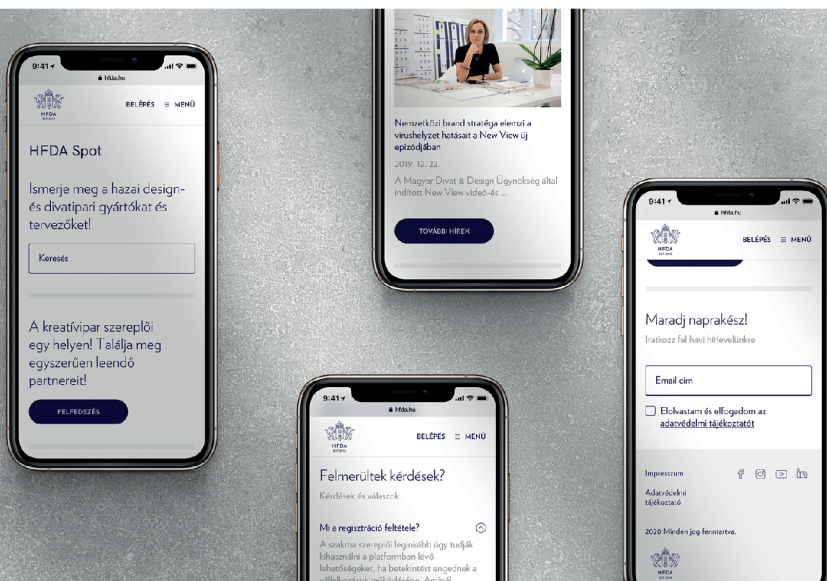 9:41
hfda.hu
HFDA
BELÉPÉS
MENÜ
HFDA Spot
Ismerje meg a hazai design-
és divatipari gyártókat és
tervezőket!
Keresés
A kreatívipar szereplői
egy helyen! Találja meg
egyszerűen leendő
partnereit!
FELFEDEZÉS
Nemzetközi brand stratéga elemzi a
vírushelyzet hatásait a New View új
epizódjában
2019. 12. 22.
A Magyar Divat & Design Ügynökség által
indított New View videó-és ...
TOVÁBBI HÍREK
9:41
hfda.hu
HFDA
BELÉPÉS
MENÜ
Felmerültek kérdések?
Kérdések és válaszok
Mi a regisztráció feltétele?
A szakma szereplői leginkább úgy tudják
kihasználni a platformban lévő
lehetőségeket, ha betekintést engednek a
9:41
hfda.hu
HFDA
BELÉPÉS
MENÜ
Maradj naprakész!
Iratkozz fel havi hírlevelünkre
Email cím
Elolvastam és elfogadom az
adatvédelmi tájékoztatót
Impresszum
Adatvédelmi
tájékoztató
2020 Minden jog fenntartva.
HFDA